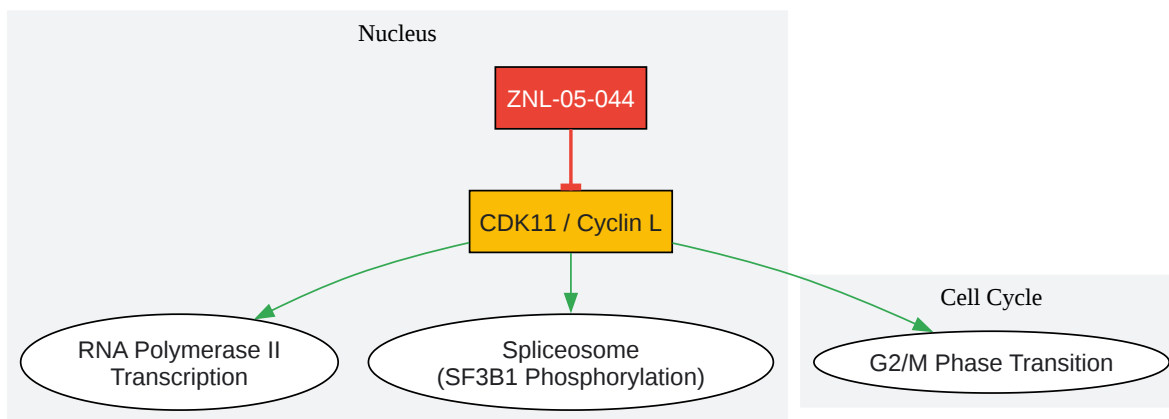 Nucleus
ZNL-05-044
CDK11 / Cyclin L
Cell Cycle
RNA Polymerase II
Transcription
Spliceosome
(SF3B1 Phosphorylation)
G2/M Phase Transition